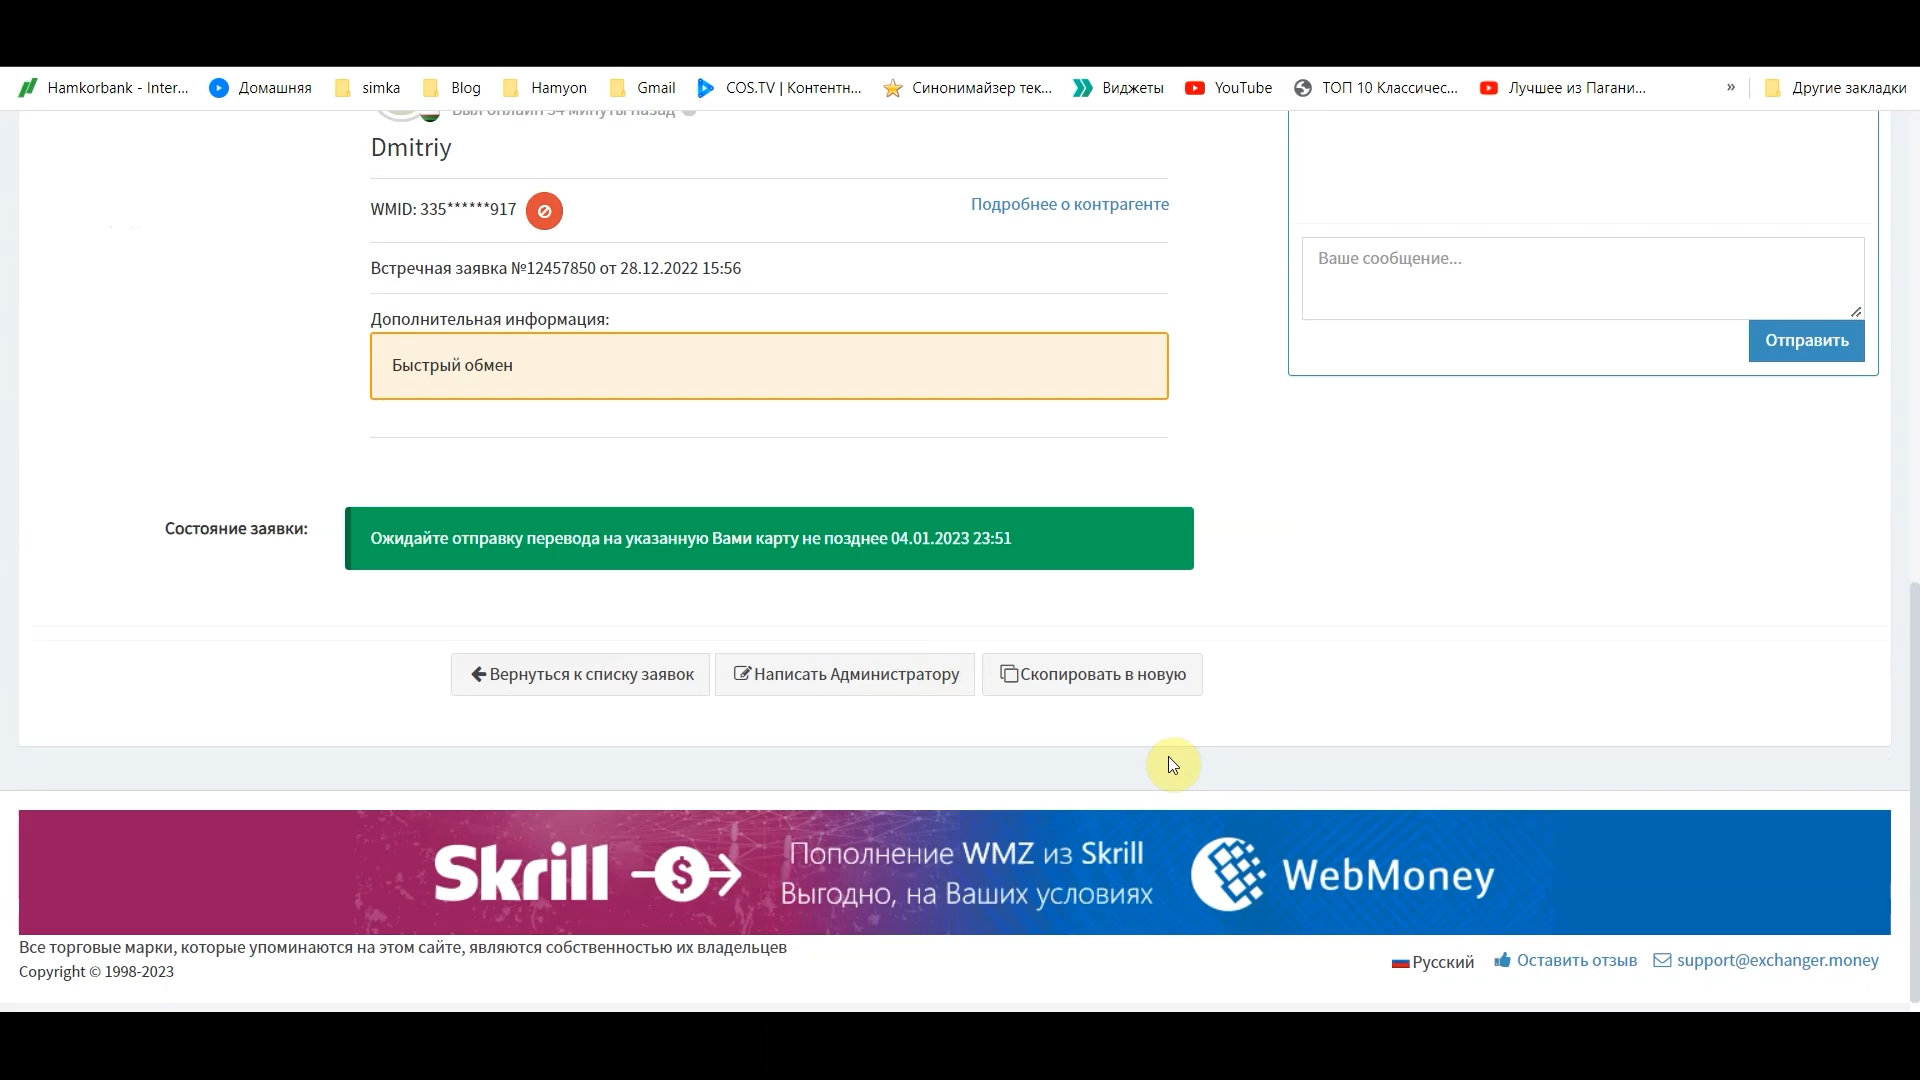 Hamkorbank - Inter...
Домашняя
simka
Blog
Hamyon
Gmail
COS.TV | Контентн...
Синонимайзер тек...
Виджеты
YouTube
ТОП 10 Классичес...
Лучшее из Пагани...
»
Другие закладки
Был онлайн 54 минуты назад
Dmitriy
WMID: 335******917
Подробнее о контрагенте
Встречная заявка №12457850 от 28.12.2022 15:56
Дополнительная информация:
Быстрый обмен
Ваше сообщение...
Отправить
Состояние заявки:
Ожидайте отправку перевода на указанную Вами карту не позднее 04.01.2023 23:51
Вернуться к списку заявок
Написать Администратору
Скопировать в новую
Skrill
Пополнение WMZ из Skrill
Выгодно, на Ваших условиях
WebMoney
Все торговые марки, которые упоминаются на этом сайте, являются собственностью их владельцев
Copyright © 1998-2023
Русский
Оставить отзыв
support@exchanger.money